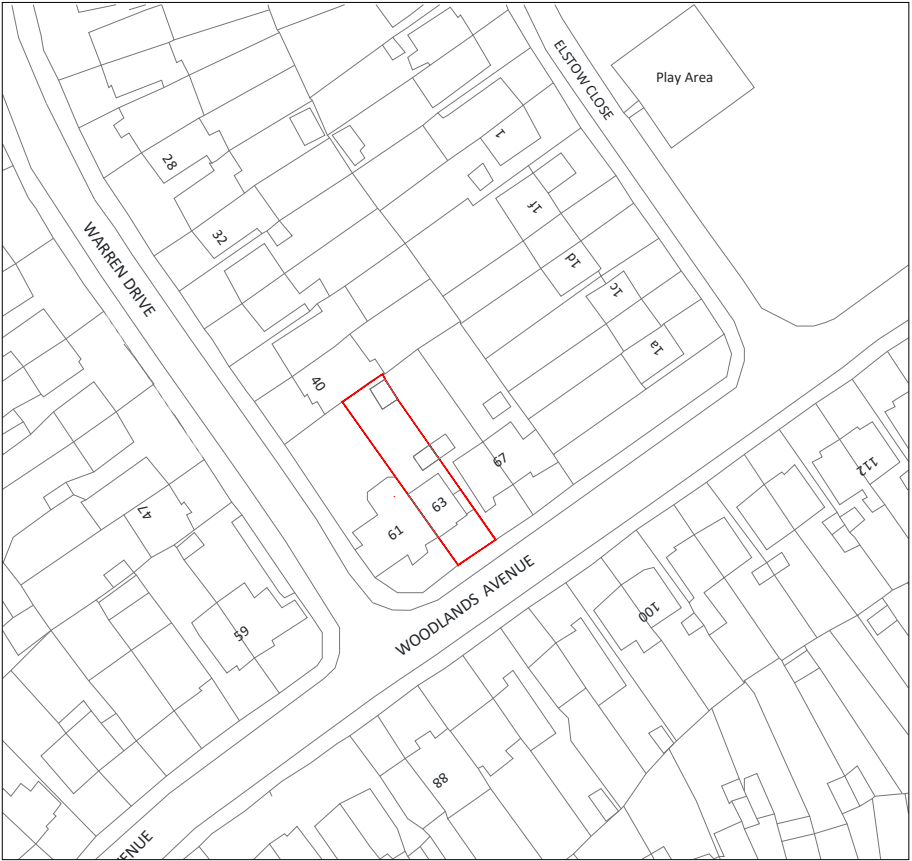 ELSTOW CLOSE
Play Area
1
28
1f
32
WARREN DRIVE
1d
1c
1a
40
67
112
63
47
61
WOODLANDS AVENUE
100
59
88
ENUE